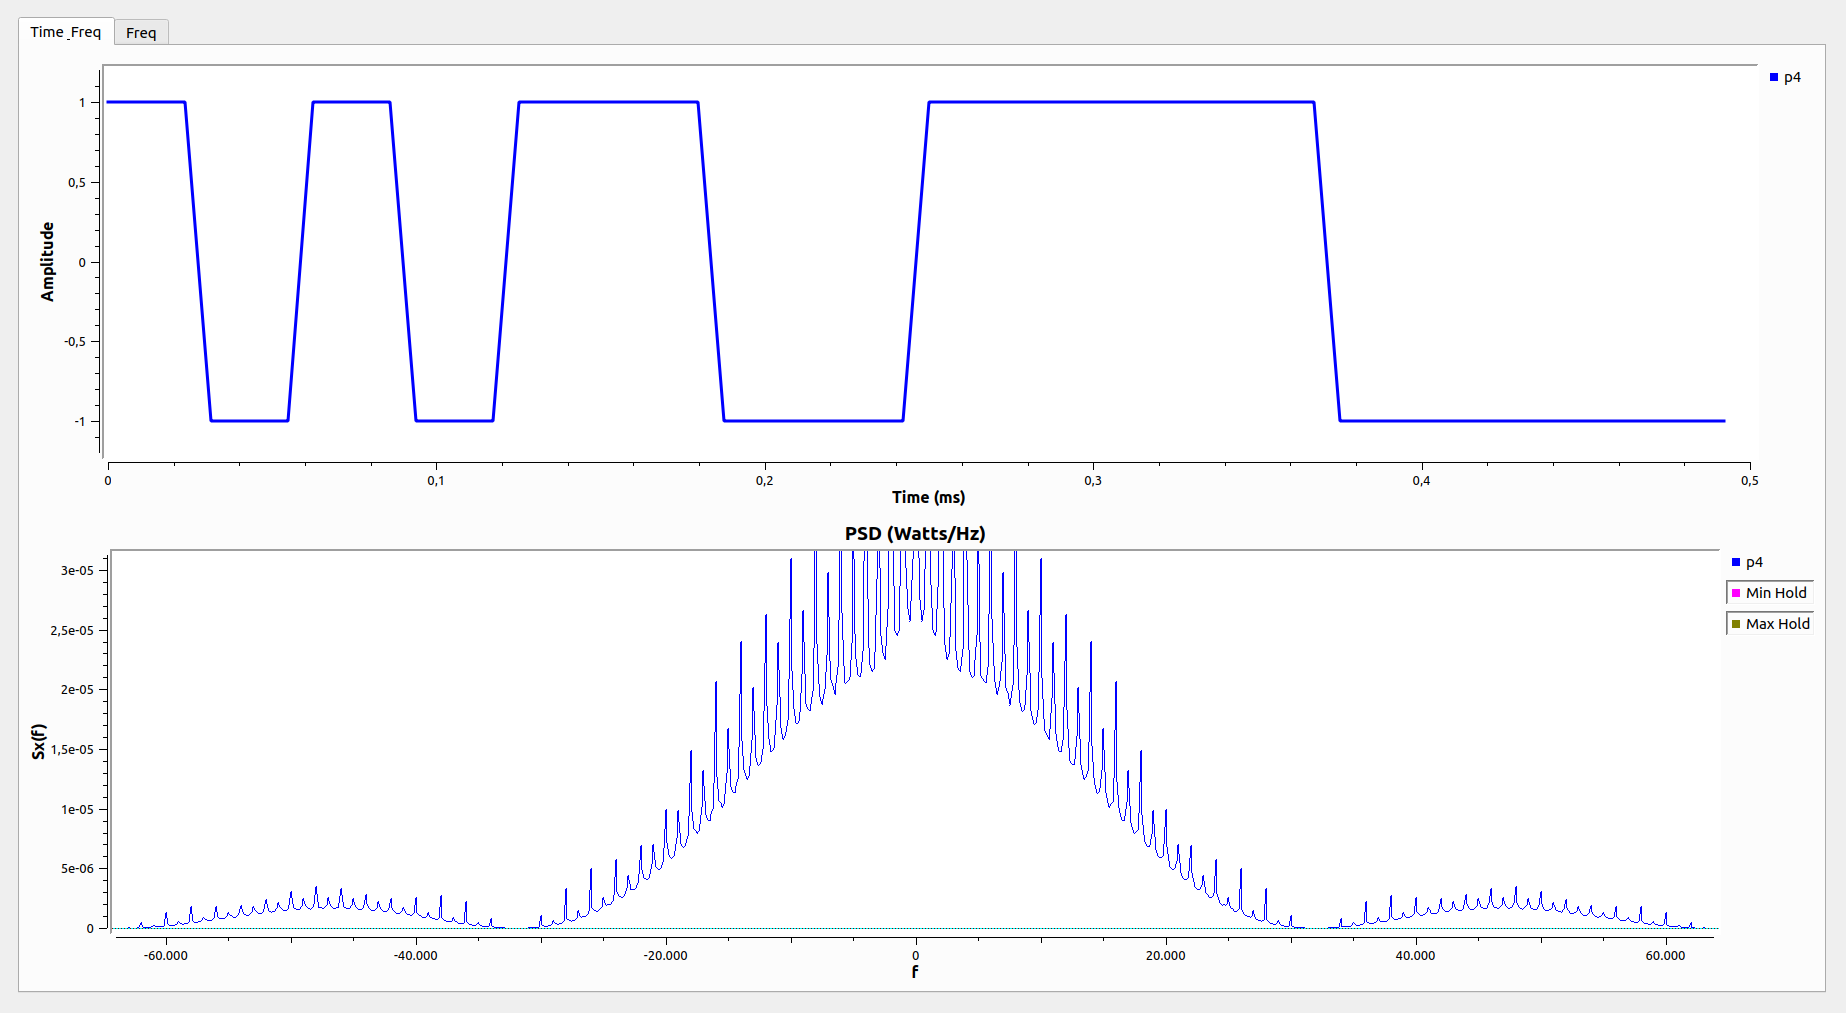 Time_Freq
Freq
p4
1
0,5
0
-0,5
-1
Amplitude
0
0,1
0,2
0,3
0,4
0,5
Time (ms)
PSD (Watts/Hz)
p4
Min Hold
Max Hold
3e-05
2,5e-05
2e-05
1,5e-05
1e-05
5e-06
0
Sx(f)
-60.000
-40.000
-20.000
0
20.000
40.000
60.000
f